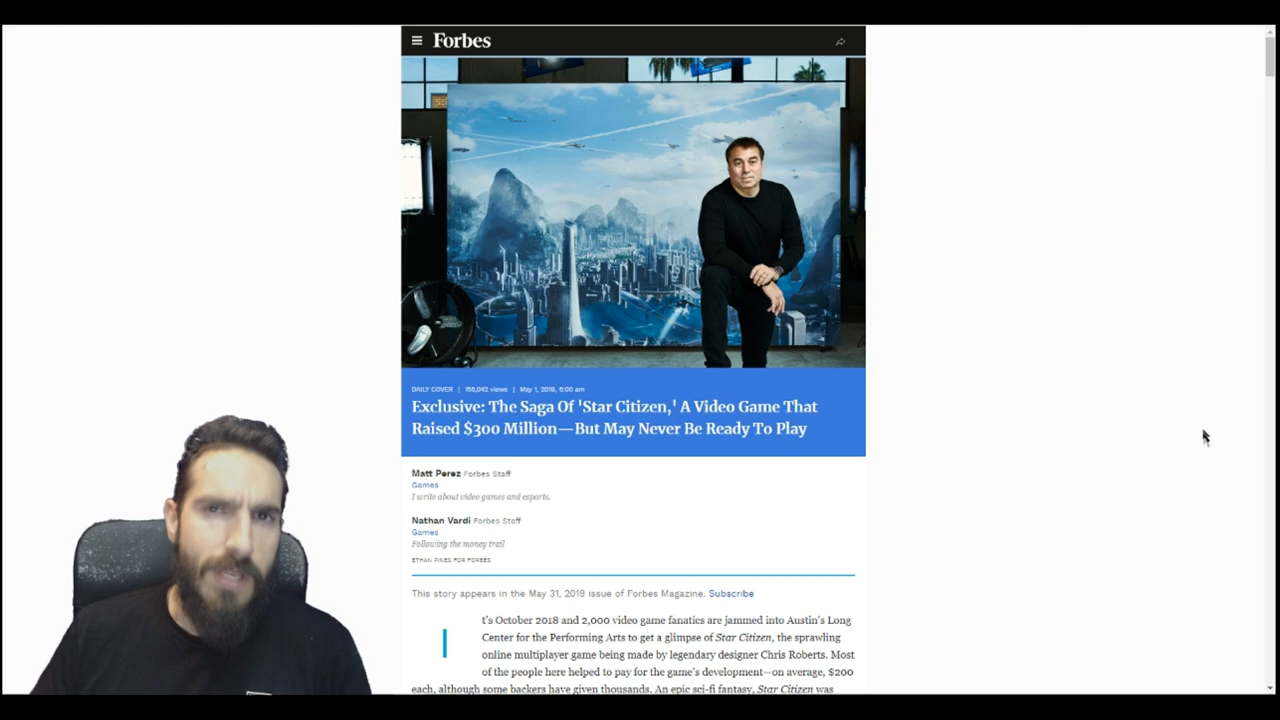 Forbes
DAILY COVER | 155,042 views | May 1, 2019, 6:00 am
Exclusive: The Saga Of 'Star Citizen,' A Video Game That
Raised $300 Million—But May Never Be Ready To Play
Matt Perez Forbes Staff
Games
I write about video games and esports.
Nathan Vardi Forbes Staff
Games
Following the money trail
ETHAN PINES FOR FORBES
This story appears in the May 31, 2019 issue of Forbes Magazine. Subscribe
It's October 2018 and 2,000 video game fanatics are jammed into Austin's Long
Center for the Performing Arts to get a glimpse of Star Citizen, the sprawling
online multiplayer game being made by legendary designer Chris Roberts. Most
of the people here helped to pay for the game's development—on average, $200
each, although some backers have given thousands. An epic sci-fi fantasy, Star Citizen was